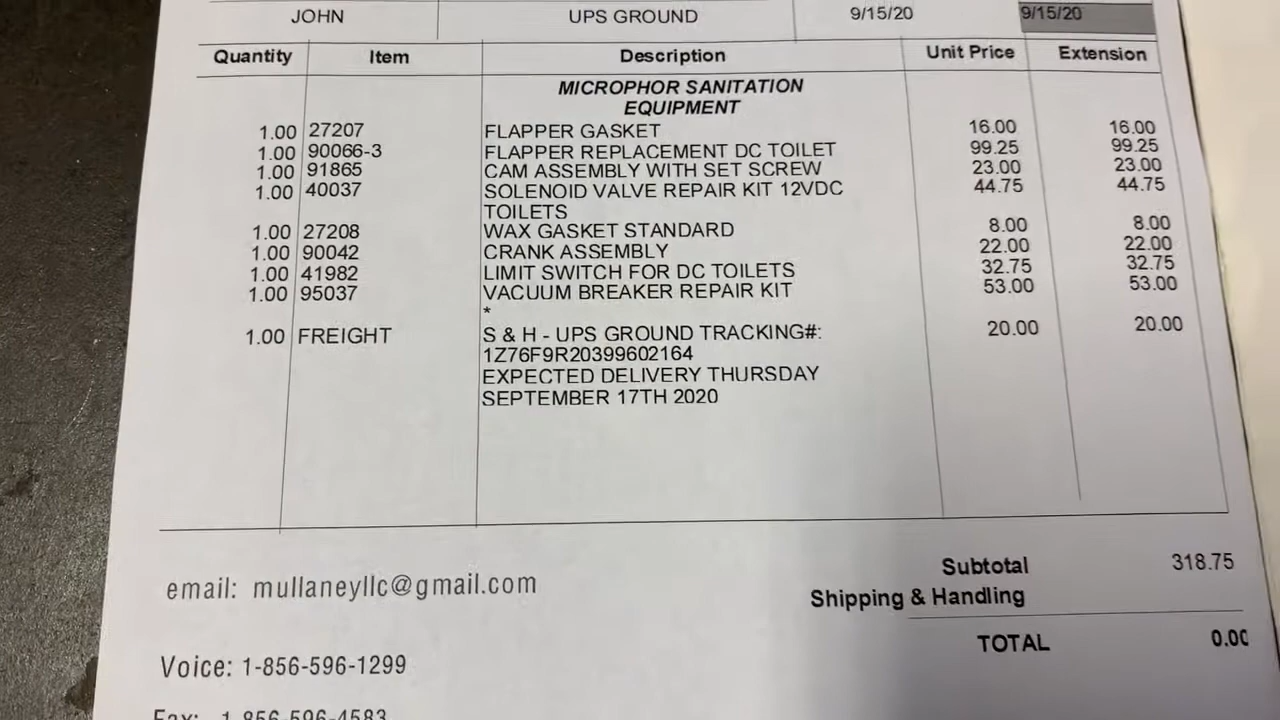 JOHN UPS GROUND 9/15/20 9/15/20
Quantity Item Description Unit Price Extension
MICROPHOR SANITATION
EQUIPMENT
1.00 27207 FLAPPER GASKET 16.00 16.00
1.00 90066-3 FLAPPER REPLACEMENT DC TOILET 99.25 99.25
1.00 91865 CAM ASSEMBLY WITH SET SCREW 23.00 23.00
1.00 40037 SOLENOID VALVE REPAIR KIT 12VDC 44.75 44.75
TOILETS
1.00 27208 WAX GASKET STANDARD 8.00 8.00
1.00 90042 CRANK ASSEMBLY 22.00 22.00
1.00 41982 LIMIT SWITCH FOR DC TOILETS 32.75 32.75
1.00 95037 VACUUM BREAKER REPAIR KIT 53.00 53.00
*
1.00 FREIGHT S & H - UPS GROUND TRACKING#: 20.00 20.00
1Z76F9R20399602164
EXPECTED DELIVERY THURSDAY
SEPTEMBER 17TH 2020
Subtotal 318.75
email: mullaneyllc@gmail.com
Shipping & Handling
TOTAL 0.00
Voice: 1-856-596-1299
Fax: 1-856-596-4583